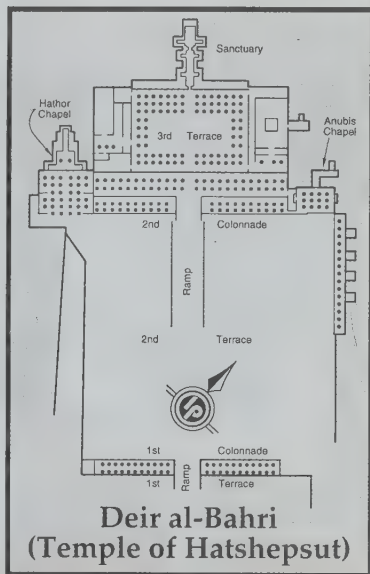 Sanctuary
Hathor
Chapel
3rd Terrace
Anubis
Chapel
2nd Colonnade
Ramp
2nd Terrace
1st Colonnade
Ramp
1st Terrace
Deir al-Bahri
(Temple of Hatshepsut)